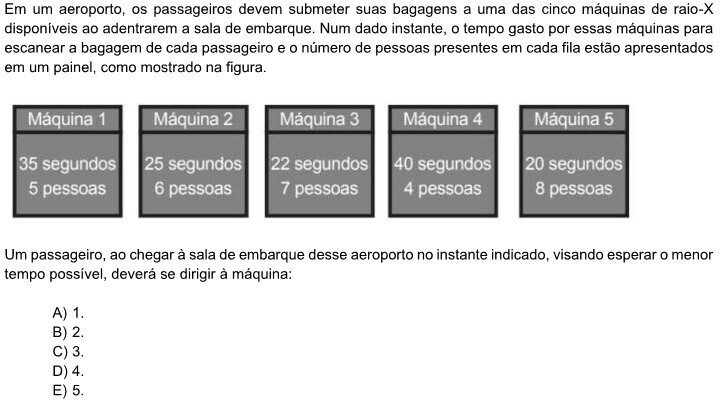 Em um aeroporto, os passageiros devem submeter suas bagagens a uma das cinco máquinas de raio-X
disponíveis ao adentrarem a sala de embarque. Num dado instante, o tempo gasto por essas máquinas para
escanear a bagagem de cada passageiro e o número de pessoas presentes em cada fila estão apresentados
em um painel, como mostrado na figura.
Máquina 1
35 segundos
5 pessoas
Máquina 2
25 segundos
6 pessoas
Máquina 3
22 segundos
7 pessoas
Máquina 4
40 segundos
4 pessoas
Máquina 5
20 segundos
8 pessoas
Um passageiro, ao chegar à sala de embarque desse aeroporto no instante indicado, visando esperar o menor
tempo possível, deverá se dirigir à máquina:
A) 1.
B) 2.
C) 3.
D) 4.
E) 5.